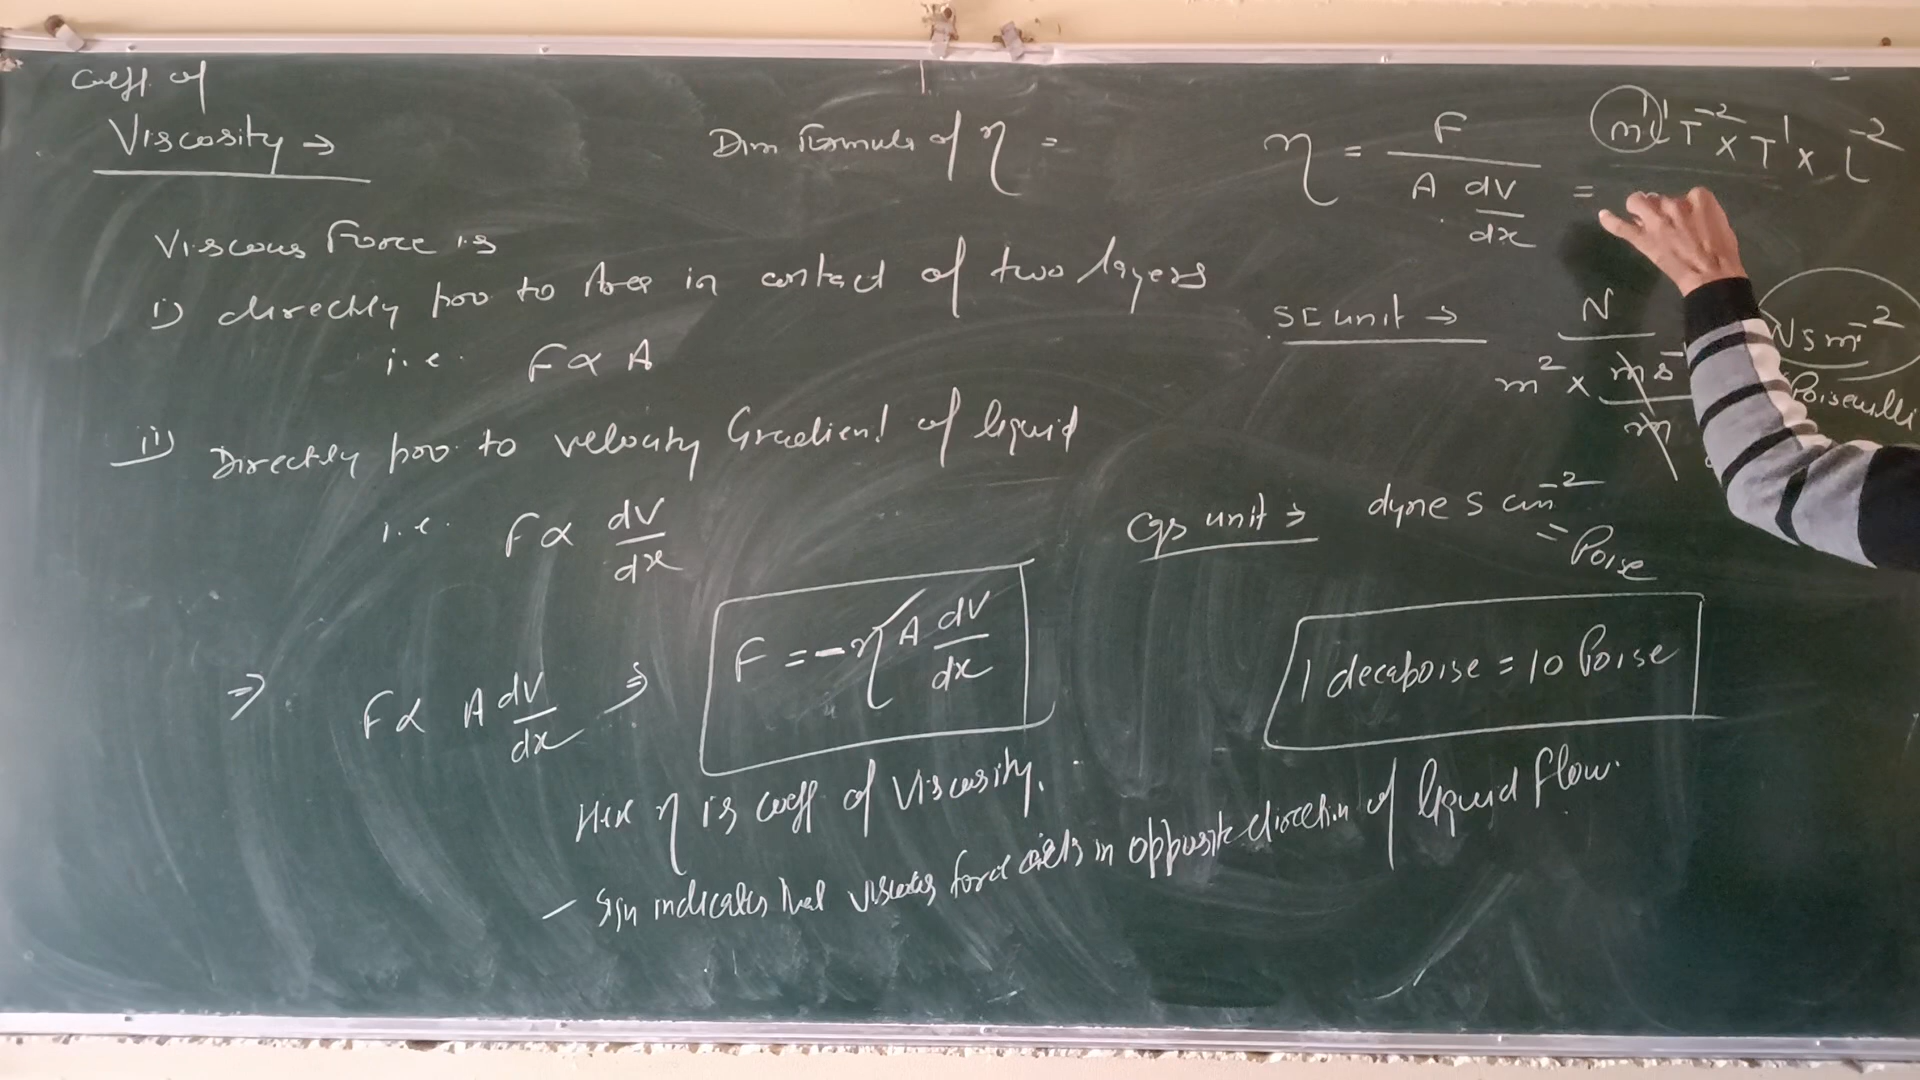 Coeff. of
Viscosity →
Viscous Force is
i) directly pro to Area in contact of two layers
i.e. F ∝ A
ii) Directly pro. to velocity Gradient of liquid
i.e. F ∝ dV/dx
⇒ F ∝ A dV/dx ⇒ F = -η A dV/dx
Here η is coeff of Viscosity.
- Sign indicates that viscous force acts in opposite direction of liquid flow.
Dim Formula of η =
η = F / A dV/dx = M¹L¹T⁻² × T¹ × L⁻²
SI unit → N / m² × m s / m
N s m⁻²
Poiseulli
Cgs unit → dyne s cm⁻²
= Poise
1 decapoise = 10 Poise